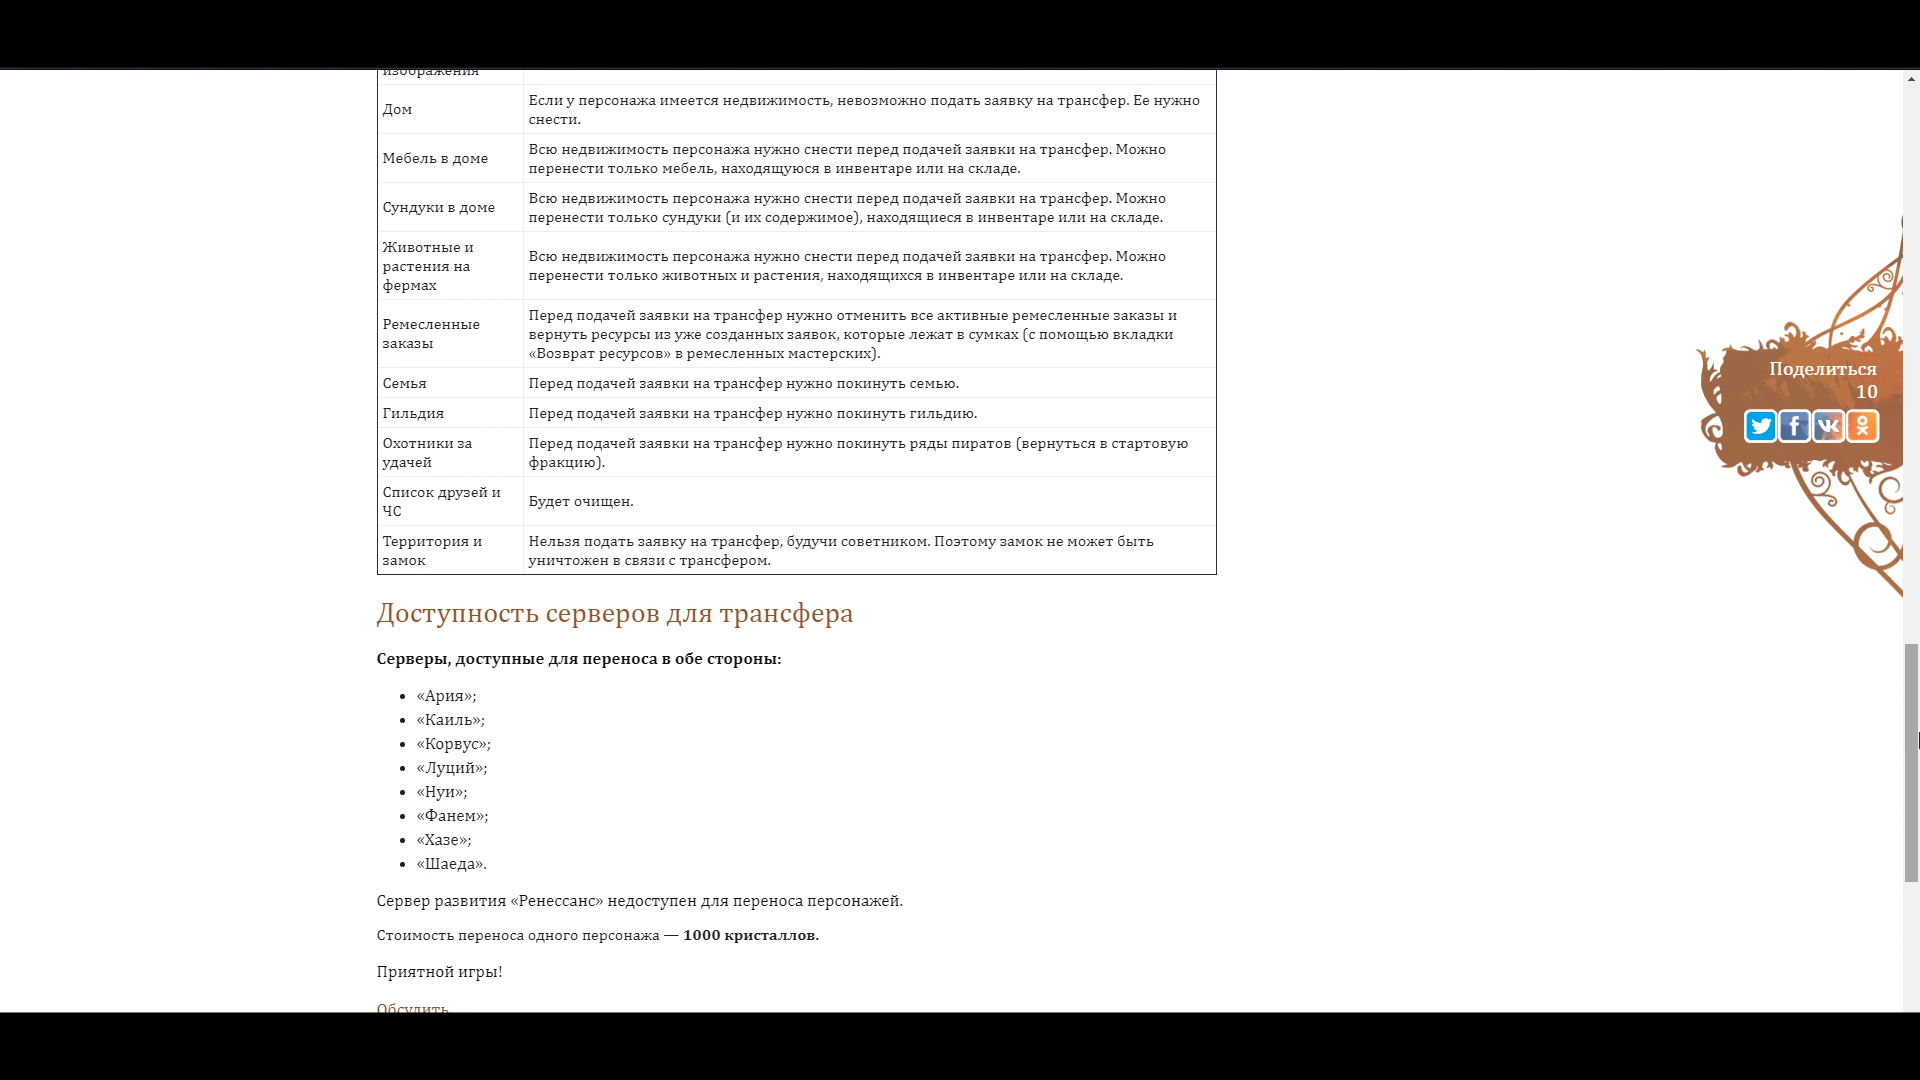 изображения
Дом
Если у персонажа имеется недвижимость, невозможно подать заявку на трансфер. Ее нужно
снести.
Мебель в доме
Всю недвижимость персонажа нужно снести перед подачей заявки на трансфер. Можно
перенести только мебель, находящуюся в инвентаре или на складе.
Сундуки в доме
Всю недвижимость персонажа нужно снести перед подачей заявки на трансфер. Можно
перенести только сундуки (и их содержимое), находящиеся в инвентаре или на складе.
Животные и
растения на
фермах
Всю недвижимость персонажа нужно снести перед подачей заявки на трансфер. Можно
перенести только животных и растения, находящихся в инвентаре или на складе.
Ремесленные
заказы
Перед подачей заявки на трансфер нужно отменить все активные ремесленные заказы и
вернуть ресурсы из уже созданных заявок, которые лежат в сумках (с помощью вкладки
«Возврат ресурсов» в ремесленных мастерских).
Семья
Перед подачей заявки на трансфер нужно покинуть семью.
Гильдия
Перед подачей заявки на трансфер нужно покинуть гильдию.
Охотники за
удачей
Перед подачей заявки на трансфер нужно покинуть ряды пиратов (вернуться в стартовую
фракцию).
Список друзей и
ЧС
Будет очищен.
Территория и
замок
Нельзя подать заявку на трансфер, будучи советником. Поэтому замок не может быть
уничтожен в связи с трансфером.
Доступность серверов для трансфера
Серверы, доступные для переноса в обе стороны:
• «Ария»;
• «Каиль»;
• «Корвус»;
• «Луций»;
• «Нуи»;
• «Фанем»;
• «Хазе»;
• «Шаеда».
Сервер развития «Ренессанс» недоступен для переноса персонажей.
Стоимость переноса одного персонажа — 1000 кристаллов.
Приятной игры!
Обсудить
Поделиться
10